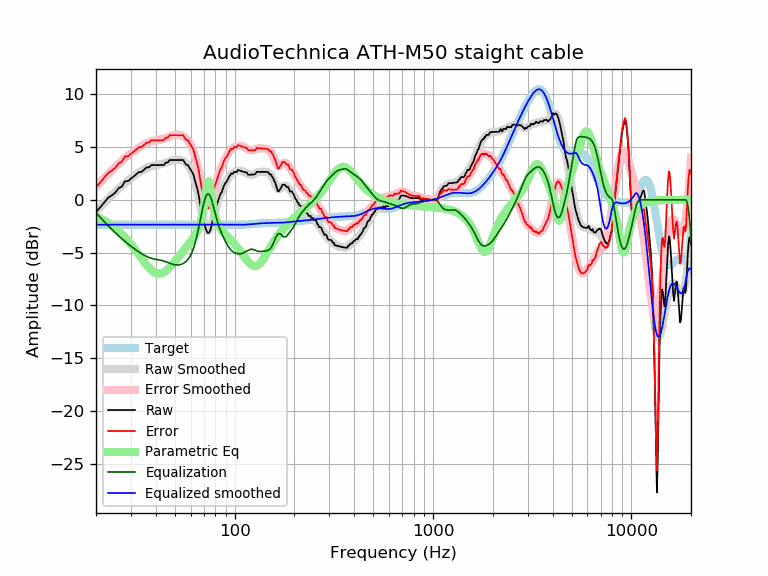 AudioTechnica ATH-M50 staight cable
Amplitude (dBr)
10
5
0
−5
−10
−15
−20
−25
Target
Raw Smoothed
Error Smoothed
Raw
Error
Parametric Eq
Equalization
Equalized smoothed
100 1000 10000
Frequency (Hz)